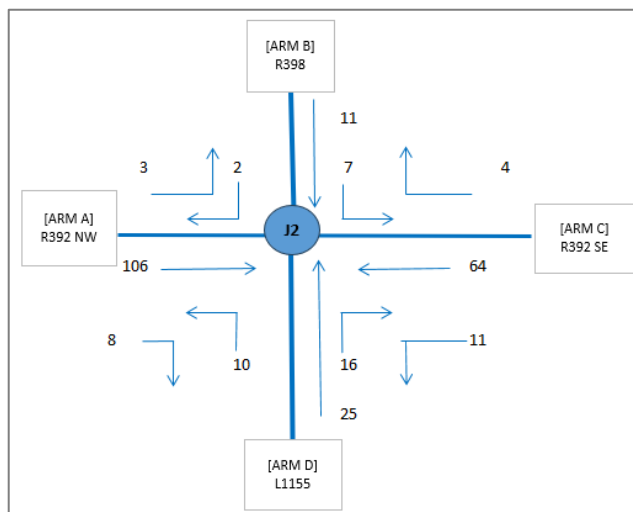 [ARM B]
R398
11
3
2
7
4
[ARM A]
R392 NW
J2
[ARM C]
R392 SE
106
64
8
10
16
11
25
[ARM D]
L1155